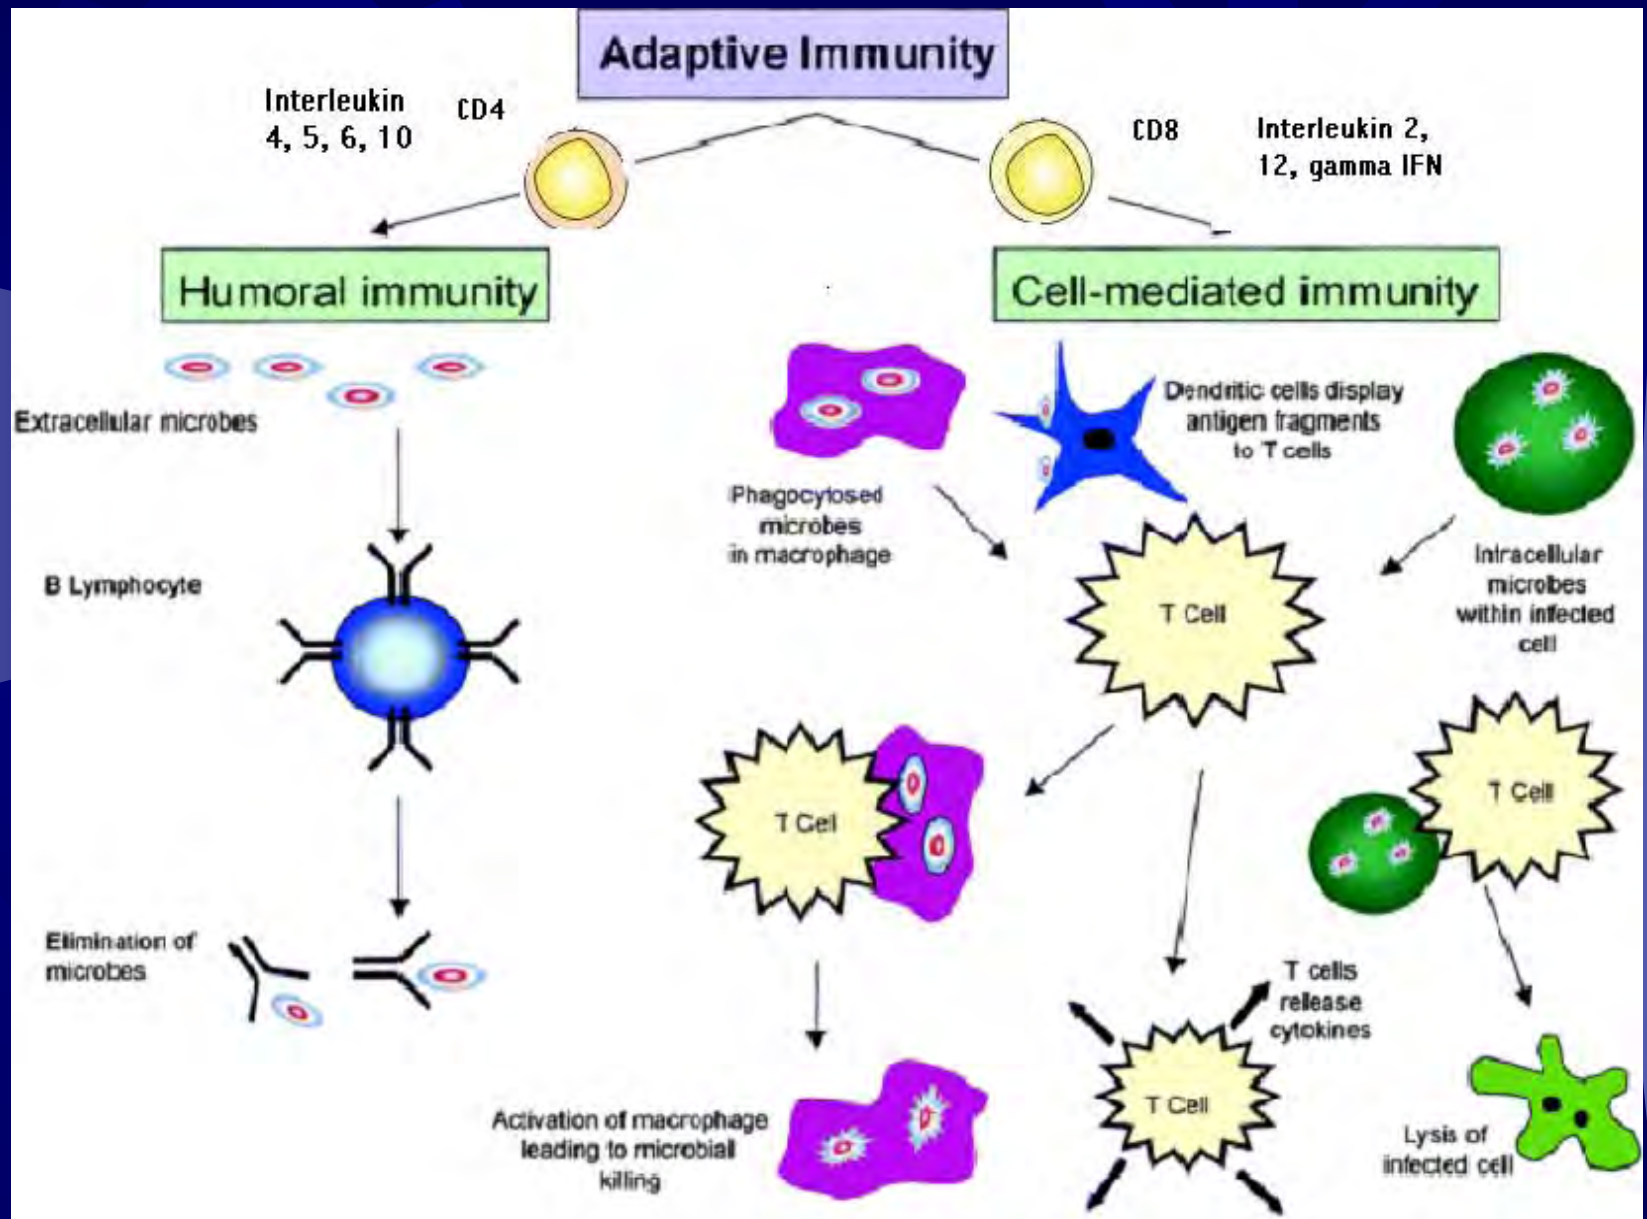 Adaptive Immunity
Interleukin
4, 5, 6, 10
CD4
CD8
Interleukin 2,
12, gamma IFN
Humoral immunity
Extracellular microbes
B Lymphocyte
Elimination of
microbes
Cell-mediated immunity
Phagocytosed
microbes
in macrophage
Dendritic cells display
antigen fragments
to T cells
Intracellular
microbes
within infected
cell
T Cell
T Cell
T Cell
T cells
release
cytokines
T Cell
Activation of macrophage
leading to microbial
killing
Lysis of
infected cell